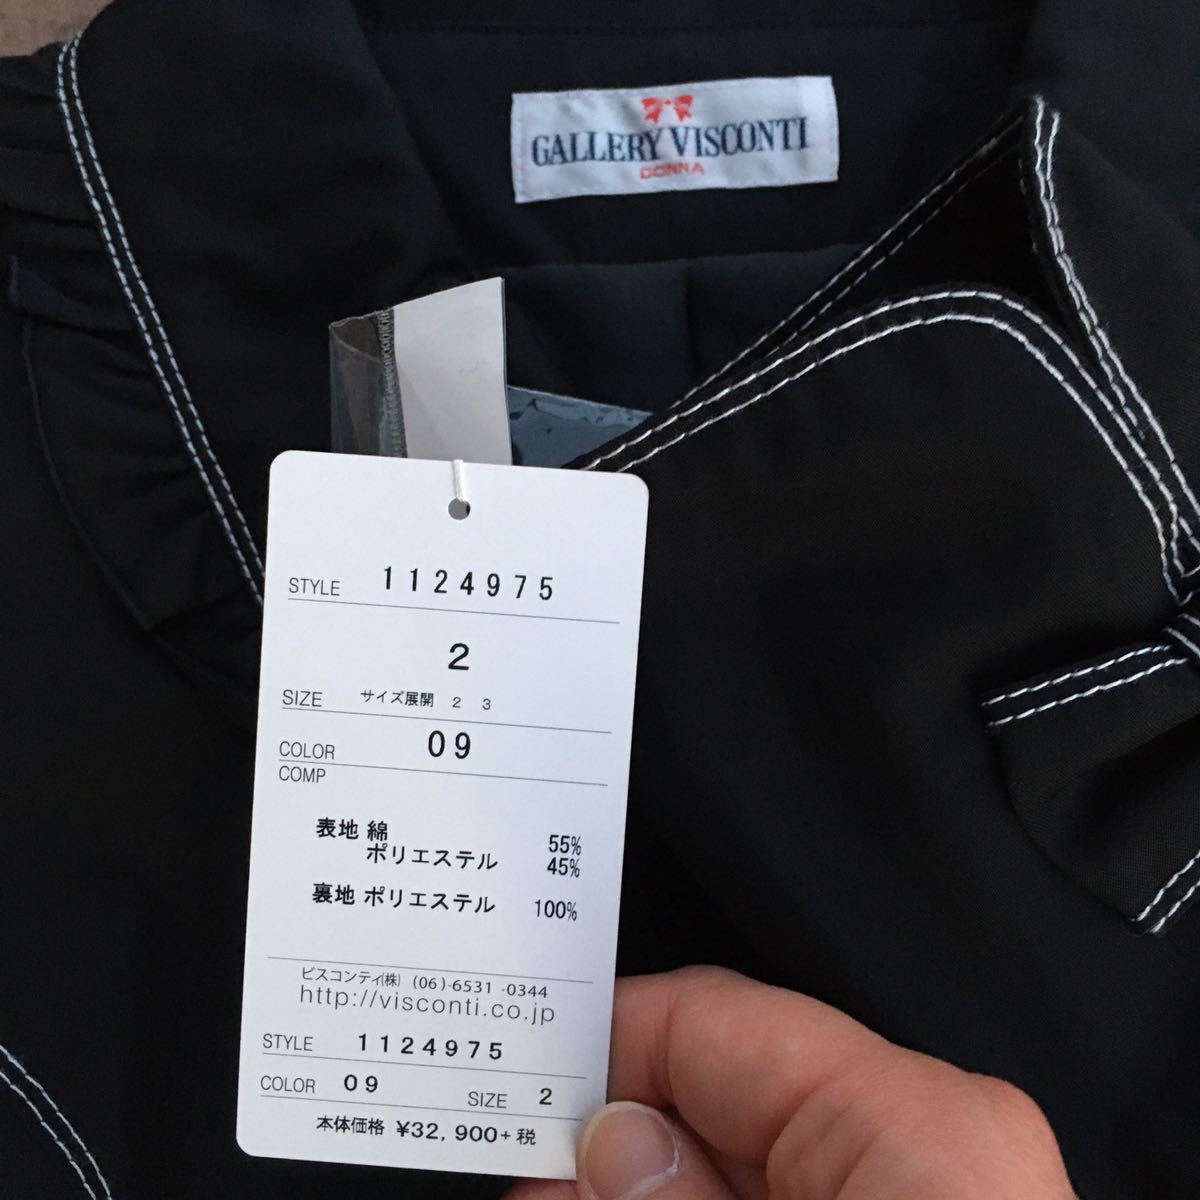 GALLERY VISCONTI
DONNA
STYLE 1124975
2
SIZE サイズ展開 2 3
COLOR 09
COMP
表地 綿 55%
ポリエステル 45%
裏地 ポリエステル 100%
ビスコンティ(株) (06)-6531-0344
http://visconti.co.jp
STYLE 1124975
COLOR 09 SIZE 2
本体価格 ¥32,900+税